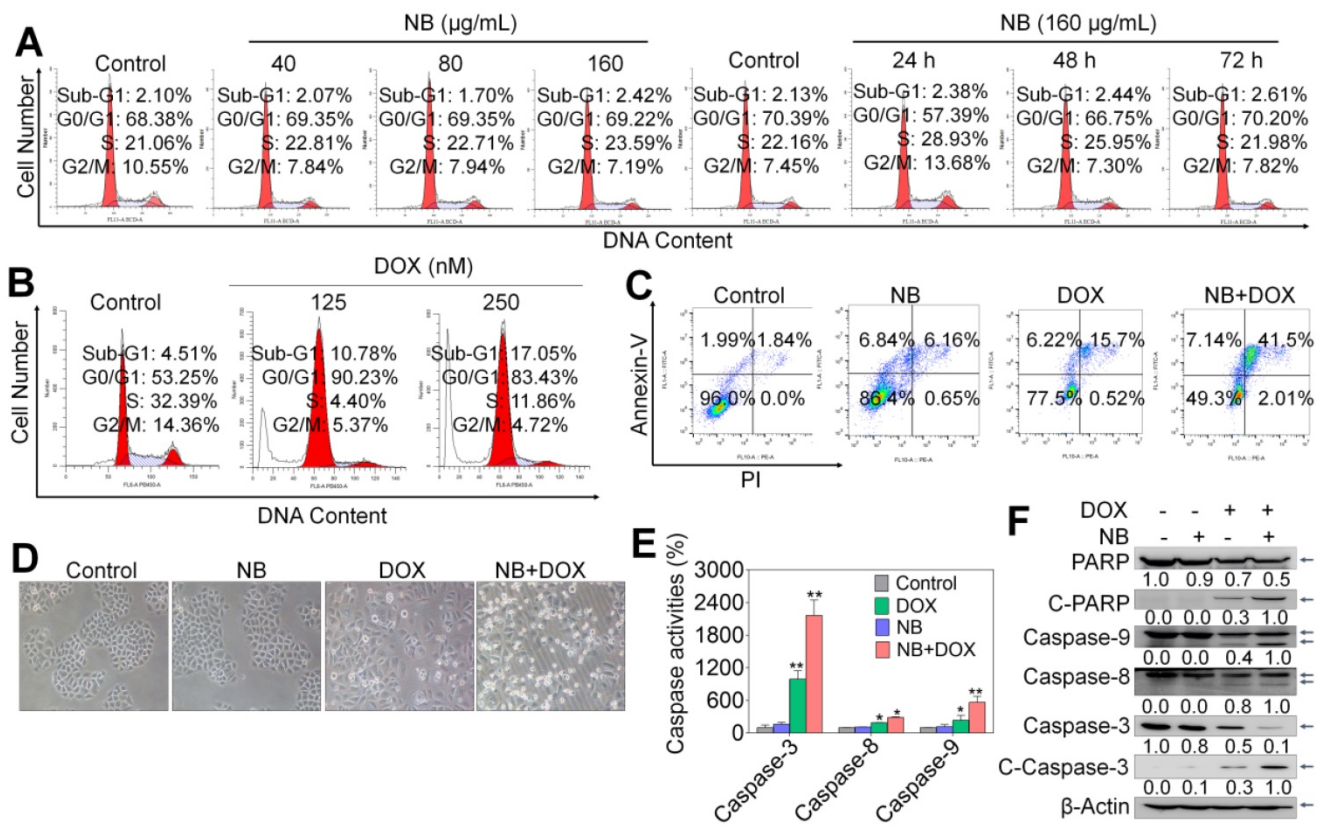 A
NB (µg/mL)
NB (160 µg/mL)
Control
40
80
160
Control
24 h
48 h
72 h
Cell Number
Sub-G1: 2.10%
G0/G1: 68.38%
S: 21.06%
G2/M: 10.55%
Sub-G1: 2.07%
G0/G1: 69.35%
S: 22.81%
G2/M: 7.84%
Sub-G1: 1.70%
G0/G1: 69.35%
S: 22.71%
G2/M: 7.94%
Sub-G1: 2.42%
G0/G1: 69.22%
S: 23.59%
G2/M: 7.19%
Sub-G1: 2.13%
G0/G1: 70.39%
S: 22.16%
G2/M: 7.45%
Sub-G1: 2.38%
G0/G1: 57.39%
S: 28.93%
G2/M: 13.68%
Sub-G1: 2.44%
G0/G1: 66.75%
S: 25.95%
G2/M: 7.30%
Sub-G1: 2.61%
G0/G1: 70.20%
S: 21.98%
G2/M: 7.82%
DNA Content
B
DOX (nM)
Control
125
250
Cell Number
Sub-G1: 4.51%
G0/G1: 53.25%
S: 32.39%
G2/M: 14.36%
Sub-G1: 10.78%
G0/G1: 90.23%
S: 4.40%
G2/M: 5.37%
Sub-G1: 17.05%
G0/G1: 83.43%
S: 11.86%
G2/M: 4.72%
DNA Content
C
Control
NB
DOX
NB+DOX
Annexin-V
1.99% 1.84%
96.0% 0.0%
6.84% 6.16%
86.4% 0.65%
6.22% 15.7%
77.5% 0.52%
7.14% 41.5%
49.3% 2.01%
PI
D
Control
NB
DOX
NB+DOX
E
Caspase activities (%)
3000
2400
1800
1200
600
0
Control
DOX
NB
NB+DOX
**
**
*
*
*
**
Caspase-3
Caspase-8
Caspase-9
F
DOX - - + +
NB - + - +
PARP
1.0 0.9 0.7 0.5
C-PARP
0.0 0.0 0.3 1.0
Caspase-9
0.0 0.0 0.4 1.0
Caspase-8
0.0 0.0 0.8 1.0
Caspase-3
1.0 0.8 0.5 0.1
C-Caspase-3
0.0 0.1 0.3 1.0
β-Actin